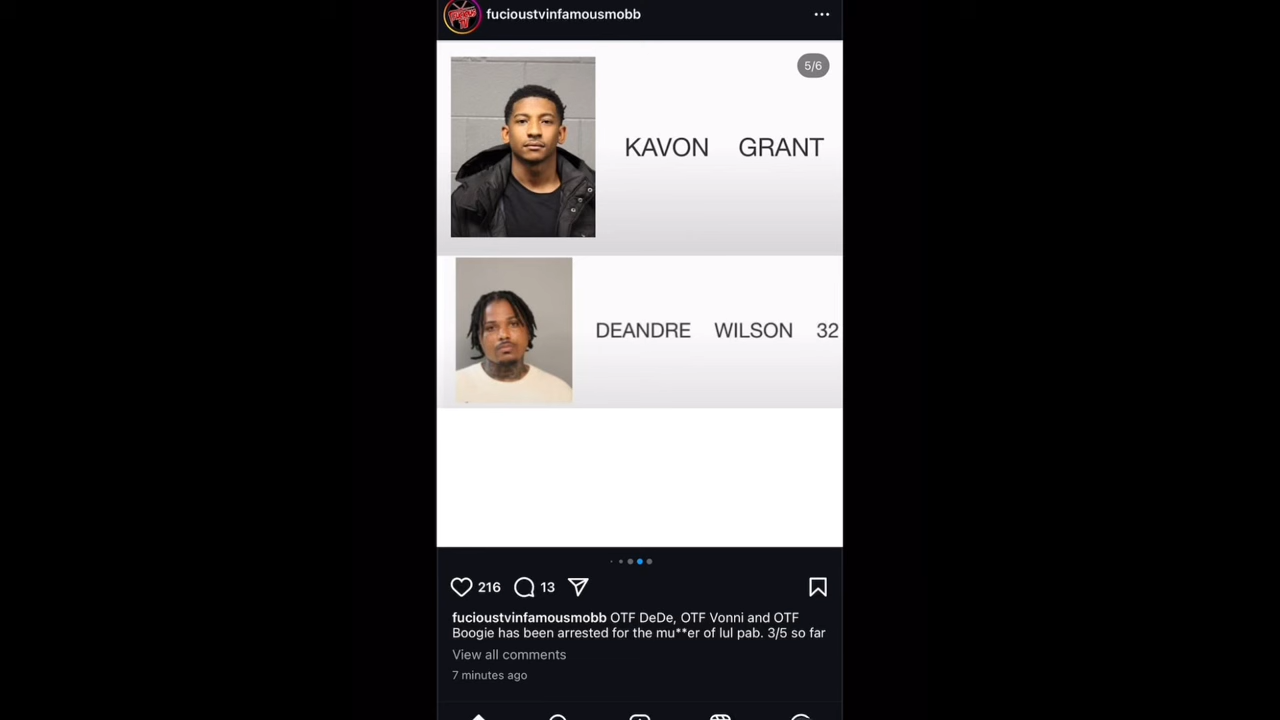 fucioustvinfamousmobb
5/6
KAVON GRANT
DEANDRE WILSON 32
216 13
fucioustvinfamousmobb OTF DeDe, OTF Vonni and OTF
Boogie has been arrested for the mu**er of lul pab. 3/5 so far
View all comments
7 minutes ago